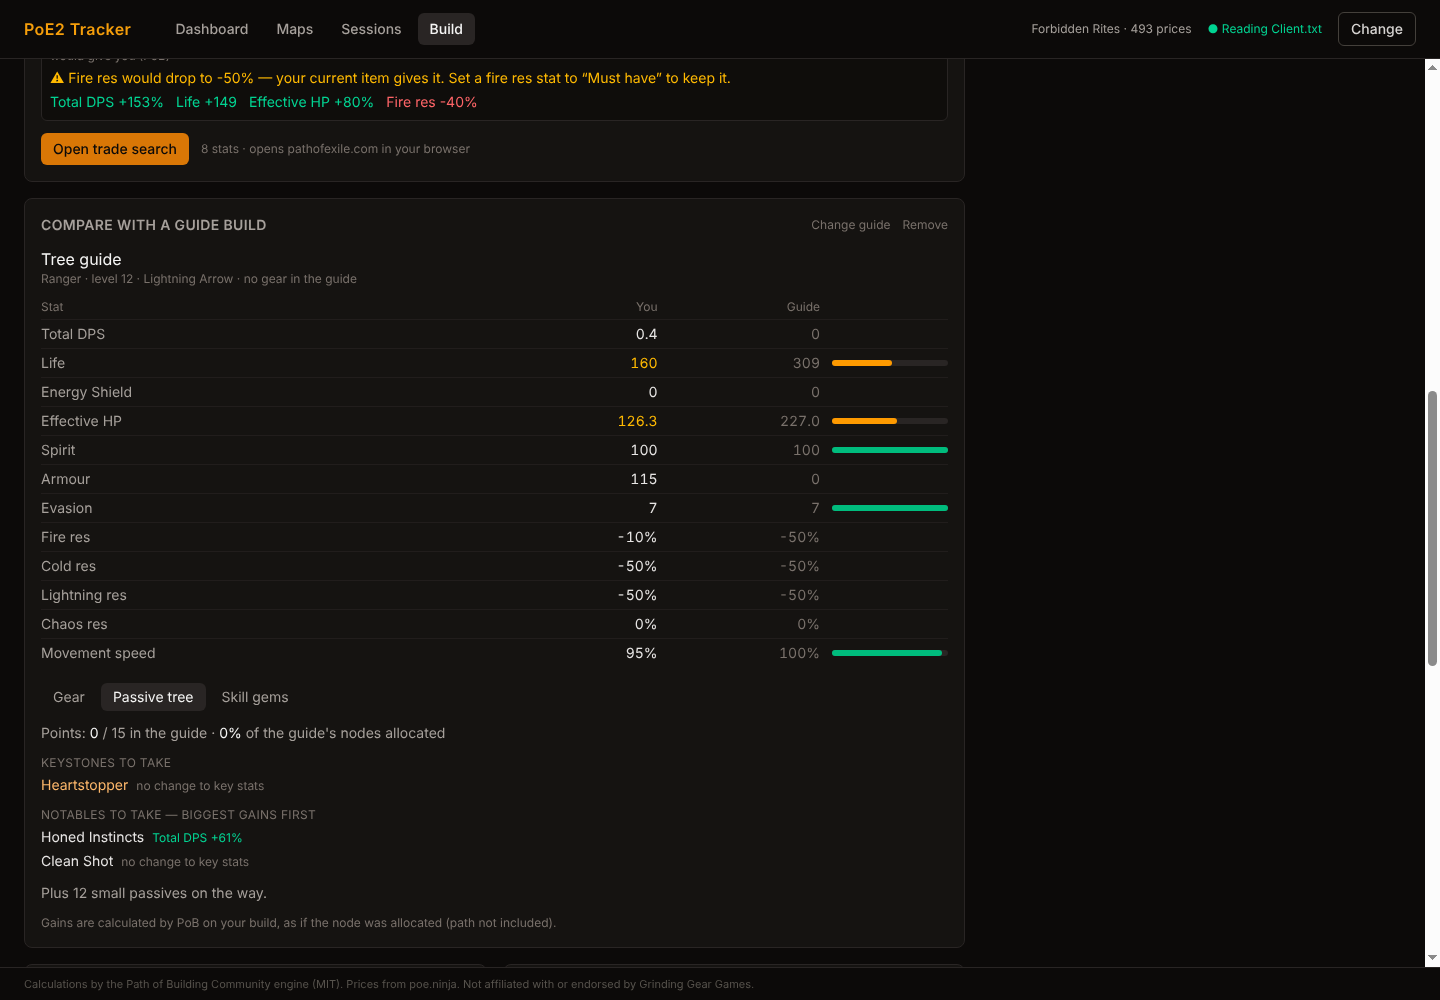 PoE2 Tracker Dashboard Maps Sessions Build Forbidden Rites · 493 prices Reading Client.txt Change
⚠ Fire res would drop to -50% — your current item gives it. Set a fire res stat to “Must have” to keep it.
Total DPS +153% Life +149 Effective HP +80% Fire res -40%
Open trade search 8 stats · opens pathofexile.com in your browser
COMPARE WITH A GUIDE BUILD Change guide Remove
Tree guide
Ranger · level 12 · Lightning Arrow · no gear in the guide
Stat You Guide
Total DPS 0.4 0
Life 160 309
Energy Shield 0 0
Effective HP 126.3 227.0
Spirit 100 100
Armour 115 0
Evasion 7 7
Fire res -10% -50%
Cold res -50% -50%
Lightning res -50% -50%
Chaos res 0% 0%
Movement speed 95% 100%
Gear Passive tree Skill gems
Points: 0 / 15 in the guide · 0% of the guide's nodes allocated
KEYSTONES TO TAKE
Heartstopper no change to key stats
NOTABLES TO TAKE — BIGGEST GAINS FIRST
Honed Instincts Total DPS +61%
Clean Shot no change to key stats
Plus 12 small passives on the way.
Gains are calculated by PoB on your build, as if the node was allocated (path not included).
Calculations by the Path of Building Community engine (MIT). Prices from poe.ninja. Not affiliated with or endorsed by Grinding Gear Games.